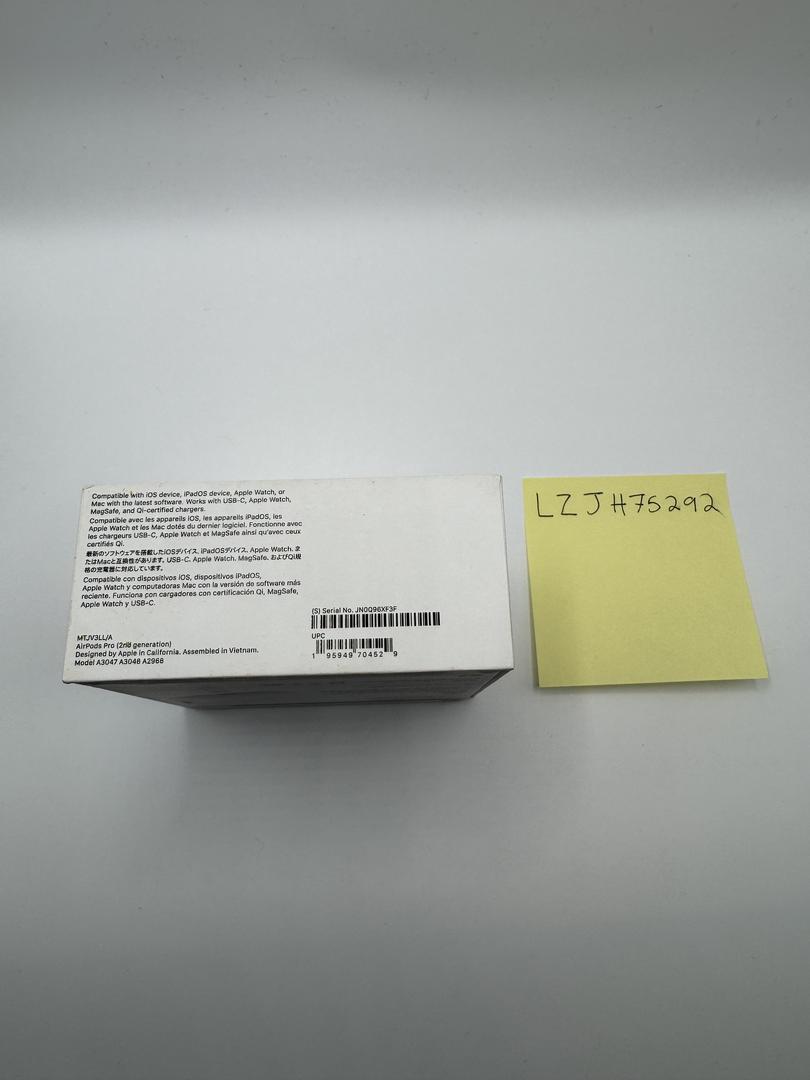 Compatible with iOS device, iPadOS device, Apple Watch, or
Mac with the latest software. Works with USB-C, Apple Watch,
MagSafe, and Qi-certified chargers.
Compatible avec les appareils iOS, les appareils iPadOS, les
Apple Watch et les Mac dotés du dernier logiciel. Fonctionne avec
les chargeurs USB-C, Apple Watch et MagSafe ainsi qu'avec ceux
certifiés Qi.
最新のソフトウェアを搭載したiOSデバイス、iPadOSデバイス、Apple Watch、ま
たはMacと互換性があります。USB-C、Apple Watch、MagSafe、およびQi規
格の充電器に対応しています。
Compatible con dispositivos iOS, dispositivos iPadOS,
Apple Watch y computadoras Mac con la versión de software más
reciente. Funciona con cargadores con certificación Qi, MagSafe,
Apple Watch y USB-C.
MTJV3LL/A
AirPods Pro (2nd generation)
Designed by Apple in California. Assembled in Vietnam.
Model A3047 A3048 A2968
(S) Serial No. JN0Q96XF3F
UPC
1 95949 70452 9
LZJH75292